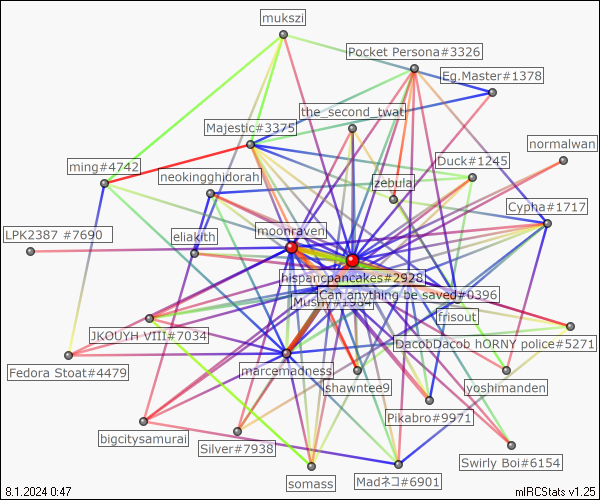 mukszi
Pocket Persona#3326
Eg.Master#1378
the_second_twat
Majestic#3375
normalwan
Duck#1245
ming#4742
neokingghidorah
zebula
Cypha#1717
moonraven
LPK2387 #7690
eliakith
hispancpancakes#2928
Can anything be saved#0396
frisout
JKOUYH VIII#7034
DacobDacob hORNY police#5271
Fedora Stoat#4479
marcemadness
shawntee9
yoshimanden
Pikabro#9971
bigcitysamurai
Silver#7938
Swirly Boi#6154
somass
Madネコ#6901
8.1.2024 0:47
mIRCStats v1.25